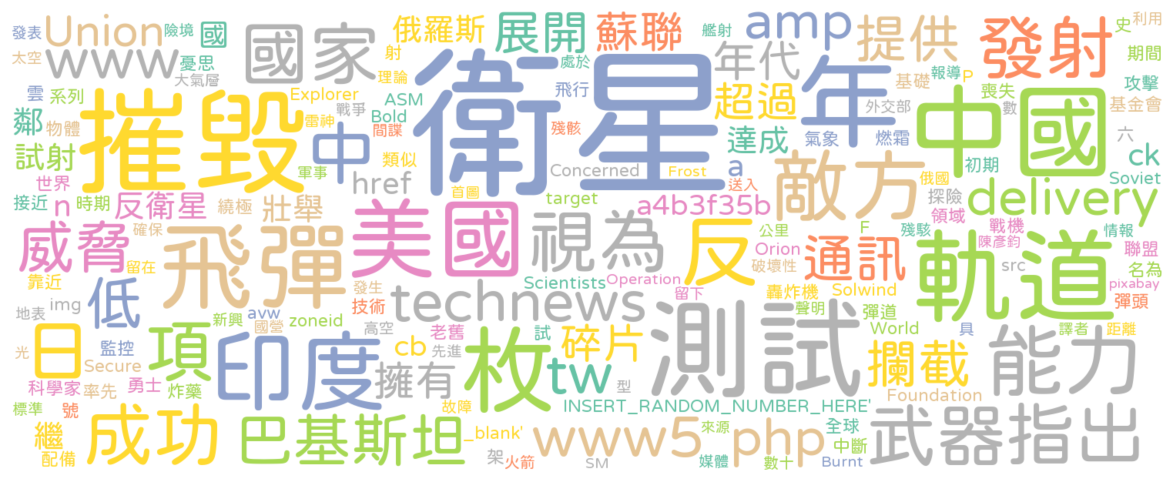 發表 險境 國 Union 國家 俄羅斯 展開 蘇聯 艦射 amp 提供 發射 史 利用
太空 憂思 www 射 處於 年代 期間
雲 系列 大氣層 Explorer 理論 飛行 衛星 超過 年 基礎 報導 P 喪失 攻擊
鄰 物體 摧毀 雷神 戰爭 ASM Bold 殘骸 外交部 數 基金會
試射 中 間諜 類似 達成 氣象 燃霜 中國 六 ck
世界 href Concerned a Frost 敵方 俄國 初期 Soviet
接近 n 時期 反衛星 繞極 壯舉 首圖 target 送入 a4b3f35b 探險 領域 delivery
威脅 確保 飛彈 美國 視為 公里 反 Orion F 殘骸 戰機 陳彥鈞 情報 聯盟
靠近 留在 發生 Scientists Operation 破壞性 通訊 src 軌道 名為 pixabay
img 低 avw 技術 technews 留下 轟炸機 Solwind 聲明 彈道 彈頭
地表 新興 國營 zoneid 高空 老舊 試 World 具 譯者 距離
光 日 監控 項 印度 cb 先進 枚 碎片 測試 攔截 能力
Secure 擁有 tw 型
科學家 率先 勇士 炸藥 軍事 Foundation
標準 號 成功 故障 INSERT_RANDOM_NUMBER_HERE' 來源 全球 武器 指出
繼 配備 巴基斯坦 _blank' www5 php 中斷
架 火箭 SM 媒體 數十 Burnt